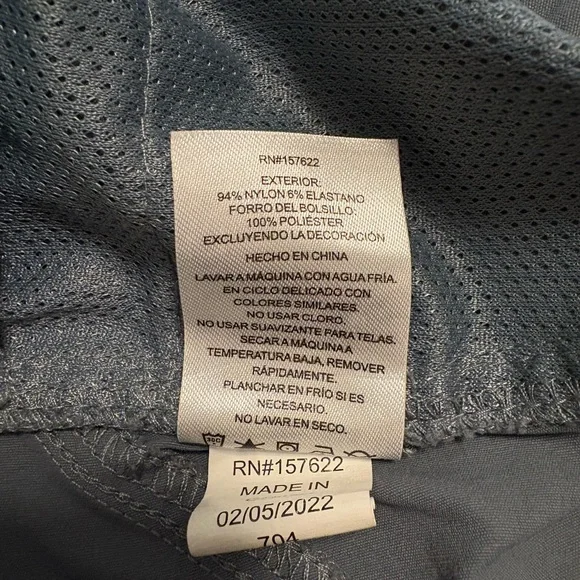 RN#157622
EXTERIOR:
94% NYLON 6% ELASTANO
FORRO DEL BOLSILLO:
100% POLIÉSTER
EXCLUYENDO LA DECORACIÓN
HECHO EN CHINA
LAVAR A MÁQUINA CON AGUA FRÍA.
EN CICLO DELICADO CON
COLORES SIMILARES.
NO USAR CLORO.
NO USAR SUAVIZANTE PARA TELAS.
SECAR A MÁQUINA A
TEMPERATURA BAJA, REMOVER
RÁPIDAMENTE.
PLANCHAR EN FRÍO SI ES
NECESARIO.
NO LAVAR EN SECO.
30C
RN#157622
MADE IN
02/05/2022